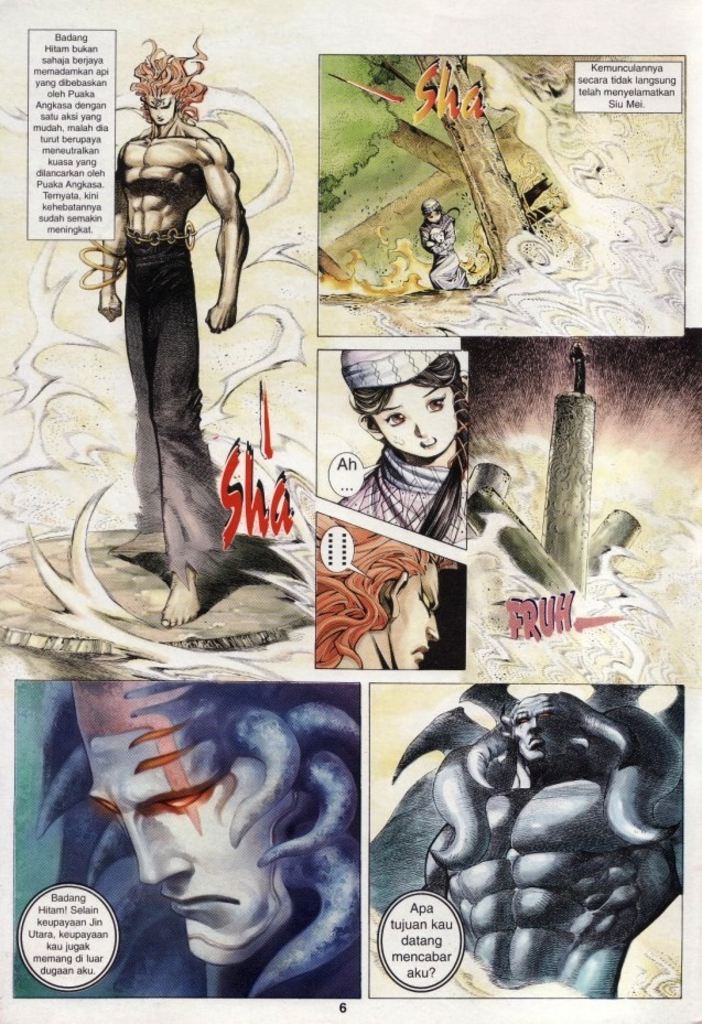 Badang
Hitam bukan
sahaja berjaya
memadamkan api
yang dibebaskan
oleh Puaka
Angkasa dengan
satu aksi yang
mudah, malah dia
turut berupaya
meneutralkan
kuasa yang
dilancarkan oleh
Puaka Angkasa.
Ternyata, kini
kehebatannya
sudah semakin
meningkat.
Sha
Kemunculannya
secara tidak langsung
telah menyelamatkan
Siu Mei.
Sha
Ah
...
FRUH
Badang
Hitam! Selain
keupayaan Jin
Utara, keupayaan
kau jugak
memang di luar
dugaan aku.
Apa
tujuan kau
datang
mencabar
aku?
6